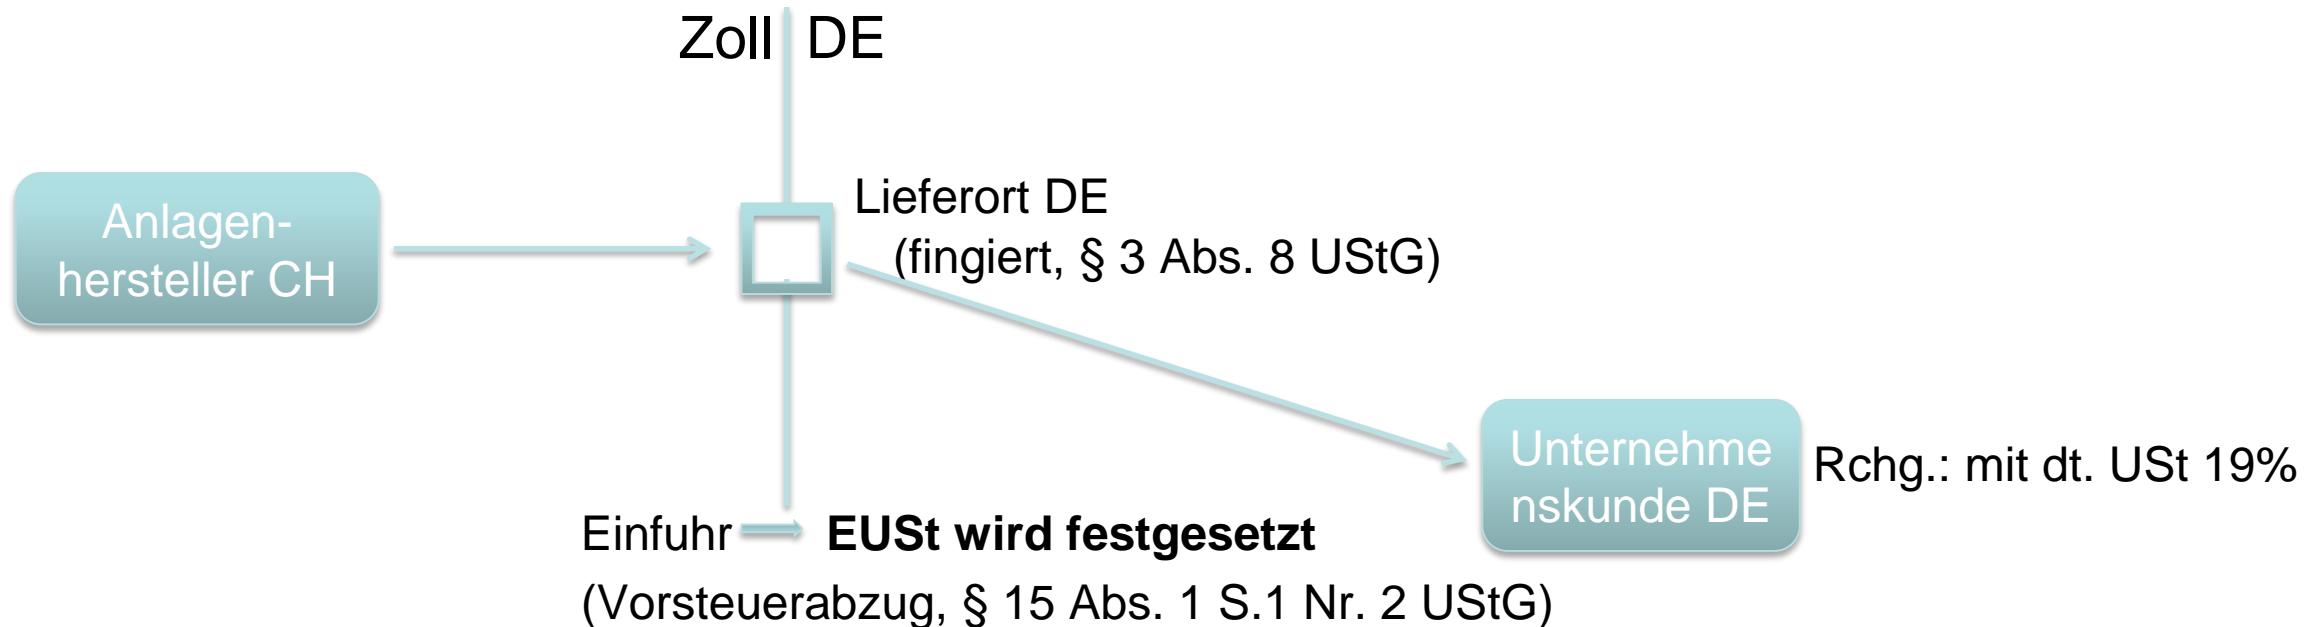 Zoll DE
Anlagen-
hersteller CH
Lieferort DE
(fingiert, § 3 Abs. 8 UStG)
Unternehme
nskunde DE
Rchg.: mit dt. USt 19%
Einfuhr EUSt wird festgesetzt
(Vorsteuerabzug, § 15 Abs. 1 S.1 Nr. 2 UStG)